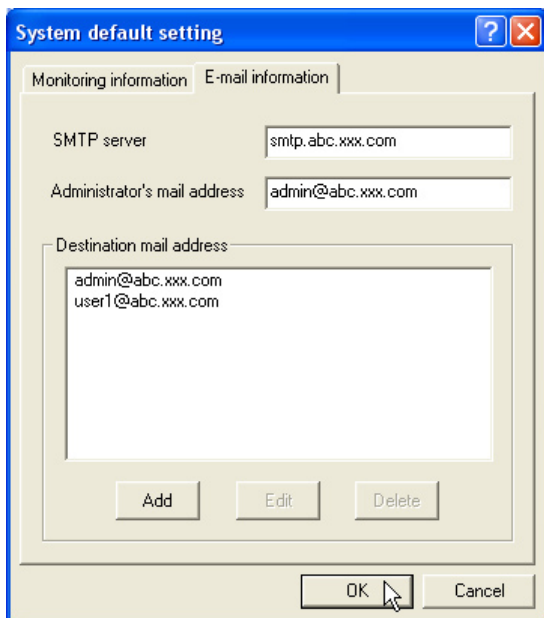 System default setting
Monitoring information E-mail information
SMTP server smtp.abc.xxx.com
Administrator's mail address admin@abc.xxx.com
Destination mail address
admin@abc.xxx.com
user1@abc.xxx.com
Add Edit Delete
OK Cancel